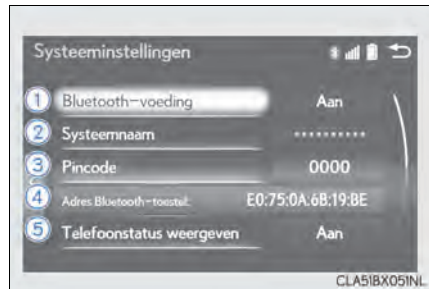 Systeeminstellingen
1 Bluetooth-voeding Aan
2 Systeemnaam **********
3 Pincode 0000
4 Adres Bluetooth-toestel: E0:75:0A:6B:19:BE
5 Telefoonstatus weergeven Aan
CLA51BX051NL